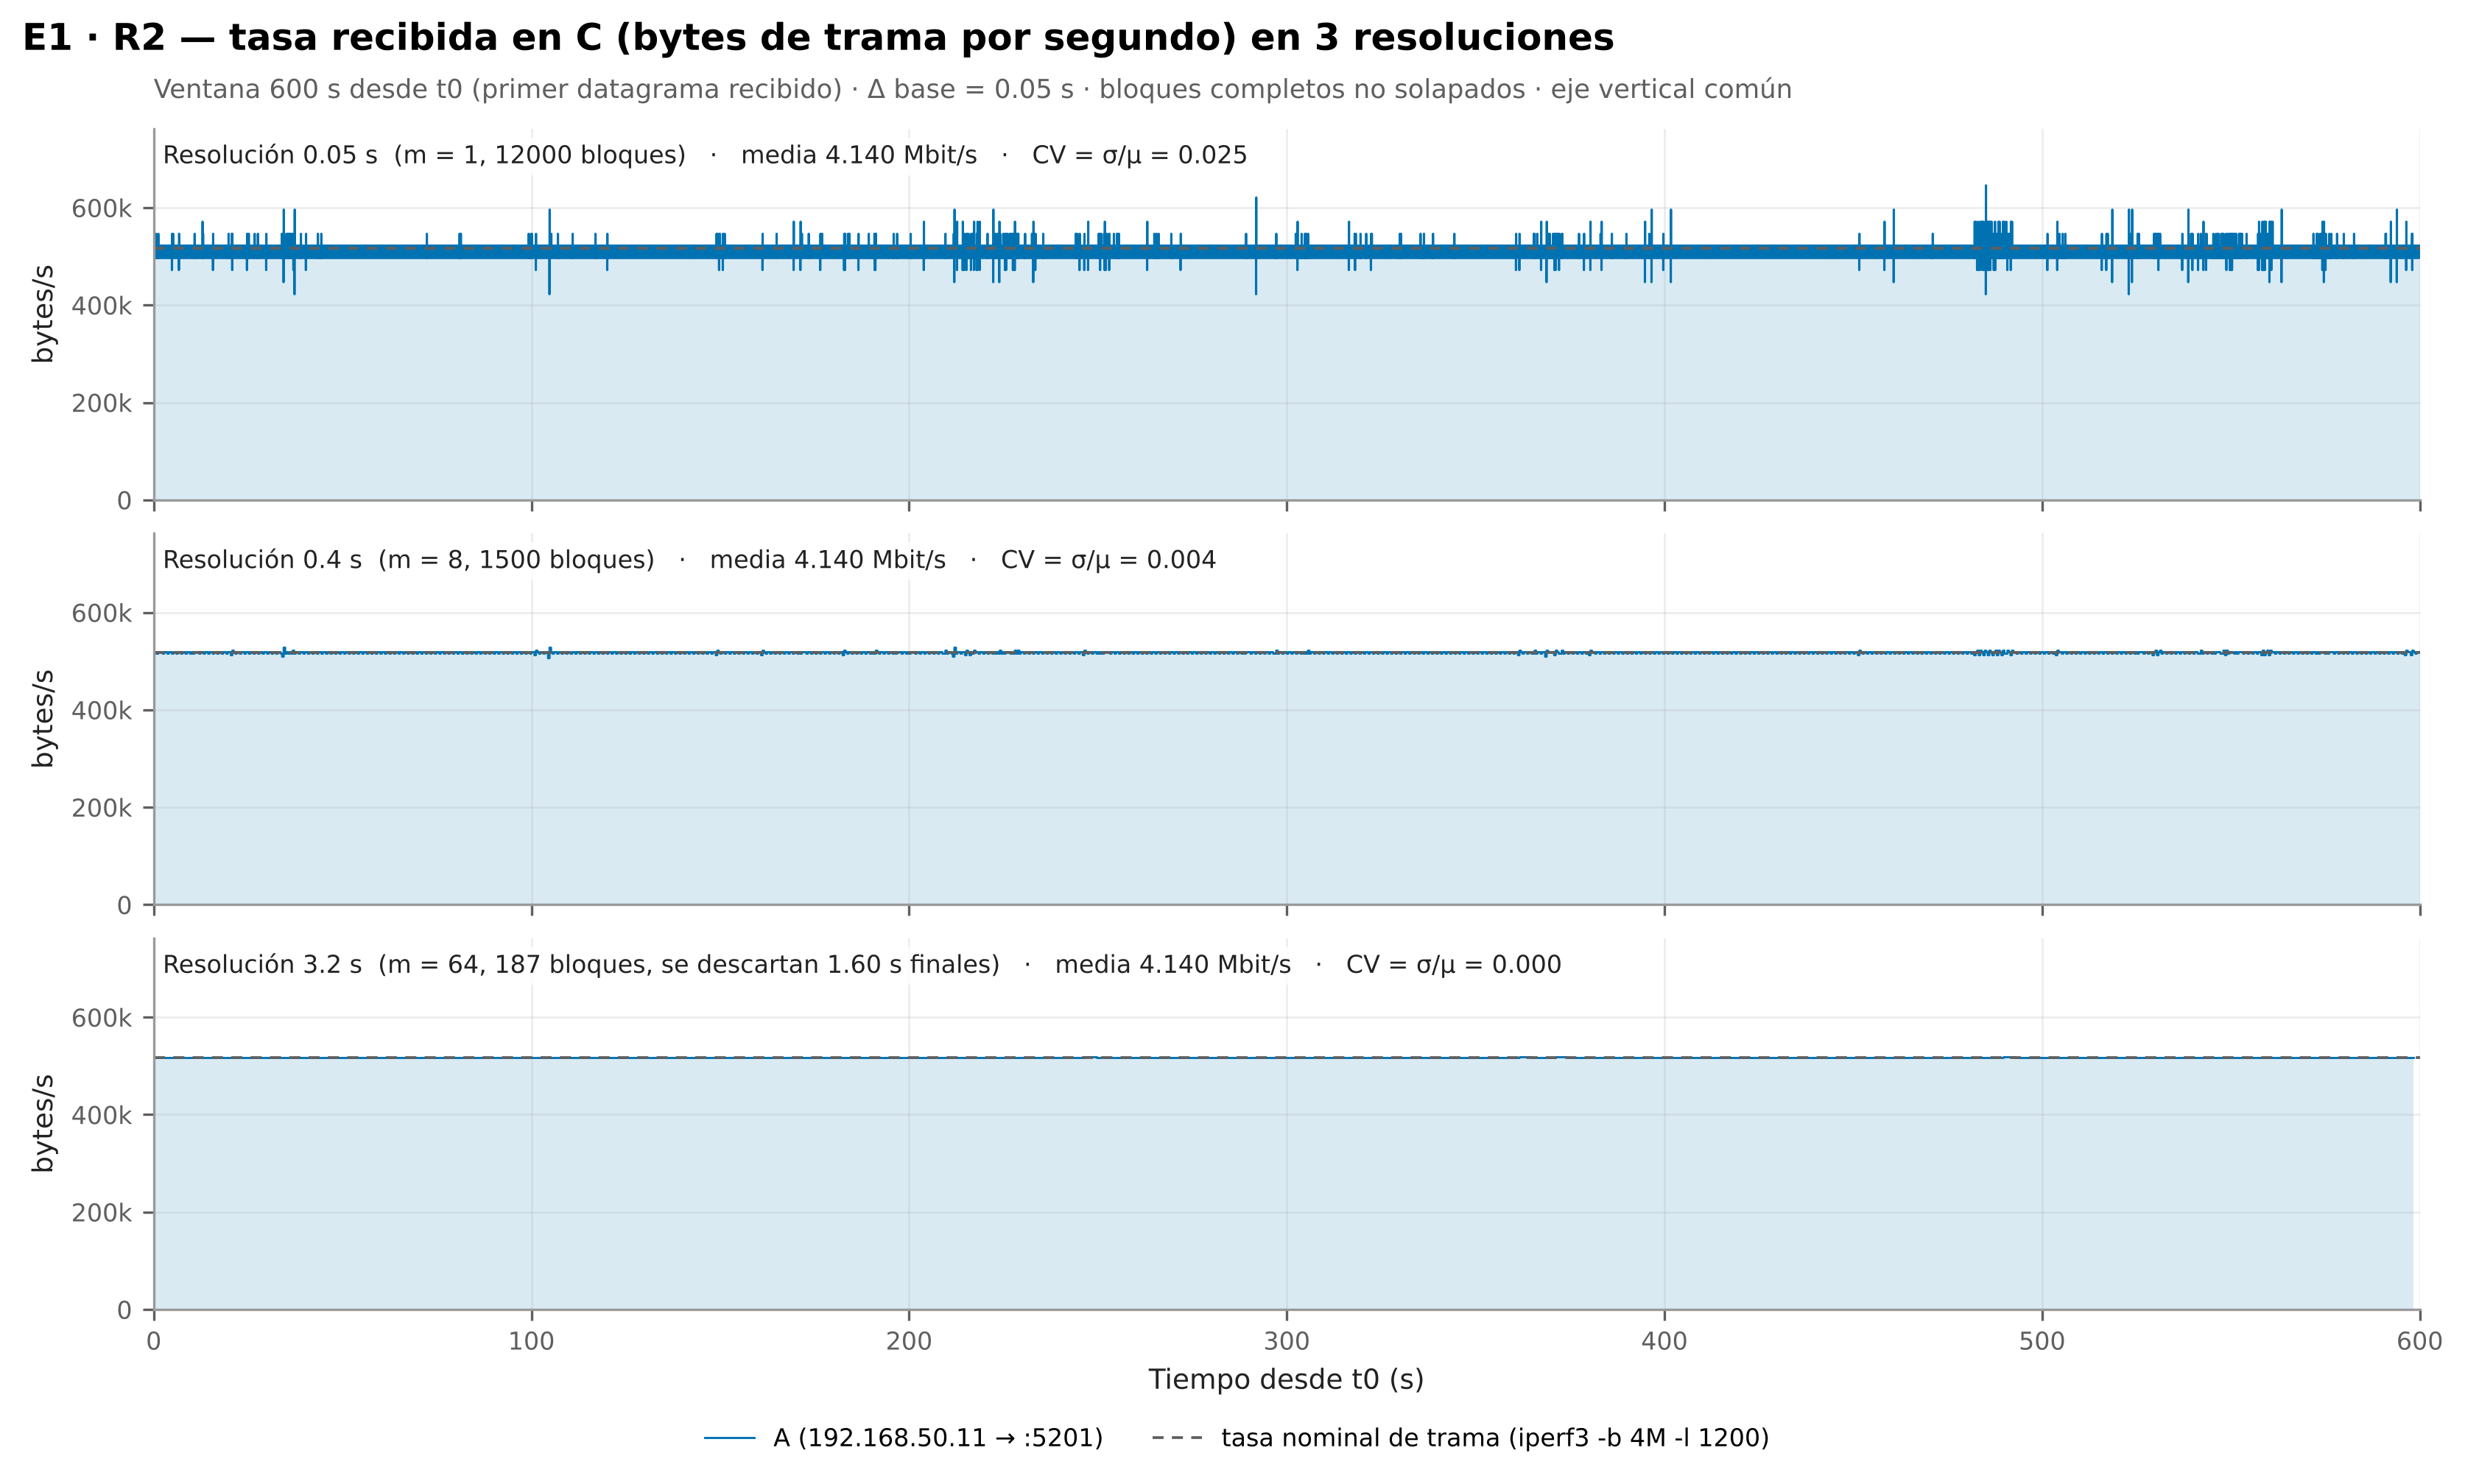 E1 · R2 — tasa recibida en C (bytes de trama por segundo) en 3 resoluciones
Ventana 600 s desde t0 (primer datagrama recibido) · Δ base = 0.05 s · bloques completos no solapados · eje vertical común
Resolución 0.05 s (m = 1, 12000 bloques) · media 4.140 Mbit/s · CV = σ/μ = 0.025
600k
400k
200k
0
bytes/s
Resolución 0.4 s (m = 8, 1500 bloques) · media 4.140 Mbit/s · CV = σ/μ = 0.004
600k
400k
200k
0
bytes/s
Resolución 3.2 s (m = 64, 187 bloques, se descartan 1.60 s finales) · media 4.140 Mbit/s · CV = σ/μ = 0.000
600k
400k
200k
0
bytes/s
0 100 200 300 400 500 600
Tiempo desde t0 (s)
A (192.168.50.11 → :5201) tasa nominal de trama (iperf3 -b 4M -l 1200)